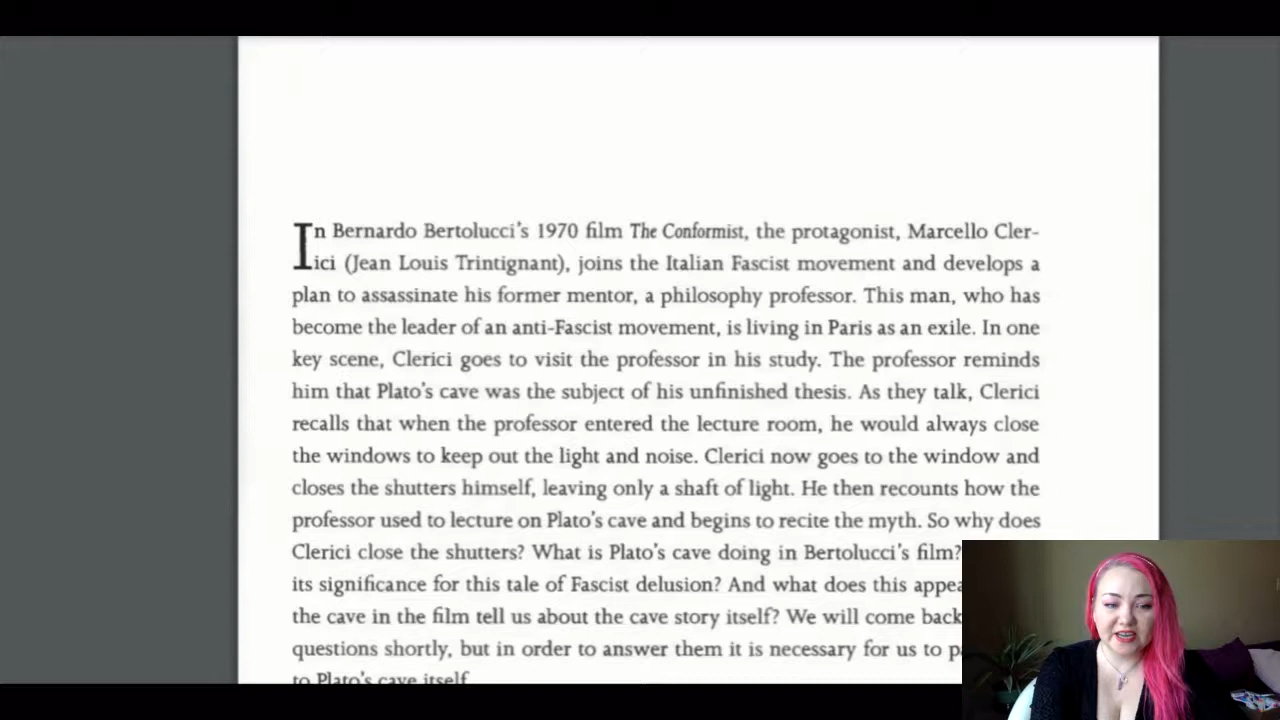 In Bernardo Bertolucci's 1970 film The Conformist, the protagonist, Marcello Cler-
ici (Jean Louis Trintignant), joins the Italian Fascist movement and develops a
plan to assassinate his former mentor, a philosophy professor. This man, who has
become the leader of an anti-Fascist movement, is living in Paris as an exile. In one
key scene, Clerici goes to visit the professor in his study. The professor reminds
him that Plato's cave was the subject of his unfinished thesis. As they talk, Clerici
recalls that when the professor entered the lecture room, he would always close
the windows to keep out the light and noise. Clerici now goes to the window and
closes the shutters himself, leaving only a shaft of light. He then recounts how the
professor used to lecture on Plato's cave and begins to recite the myth. So why does
Clerici close the shutters? What is Plato's cave doing in Bertolucci's film?
its significance for this tale of Fascist delusion? And what does this
the cave in the film tell us about the cave story itself? We will come back
questions shortly, but in order to answer them it is necessary for us to
to Plato's cave itself.